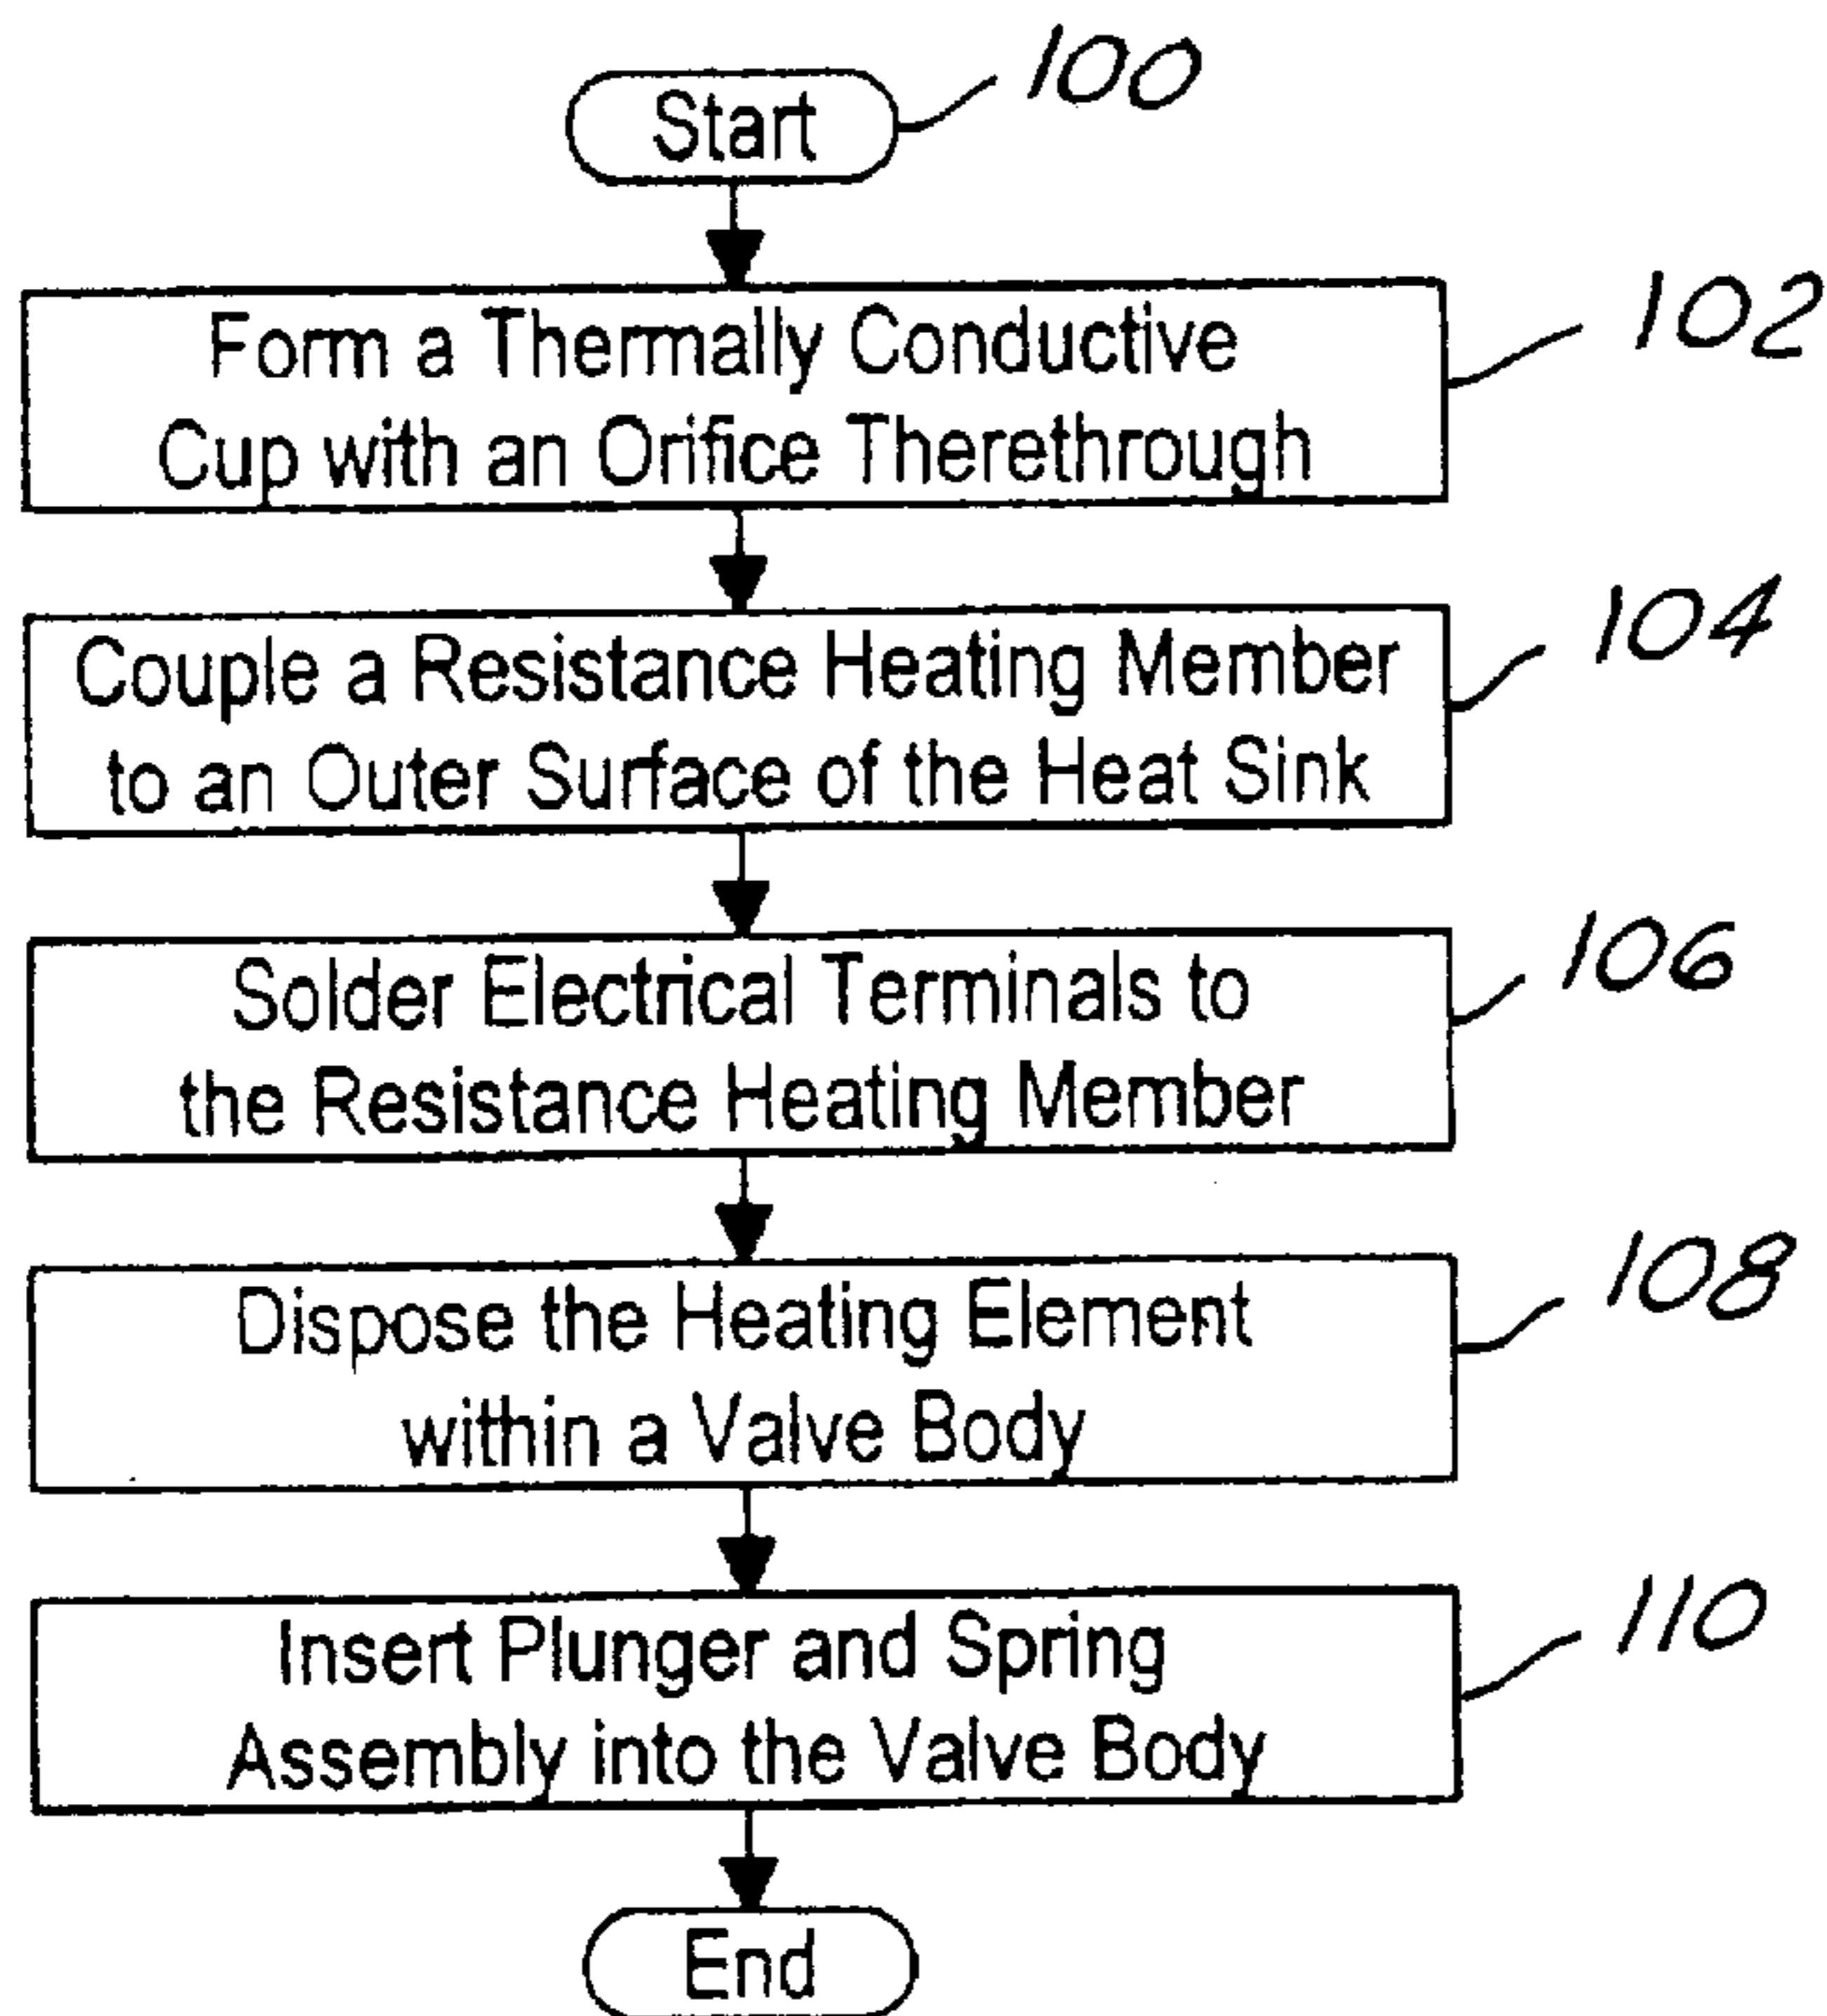 Start
100
Form a Thermally Conductive
Cup with an Orifice Therethrough
102
Couple a Resistance Heating Member
to an Outer Surface of the Heat Sink
104
Solder Electrical Terminals to
the Resistance Heating Member
106
Dispose the Heating Element
within a Valve Body
108
Insert Plunger and Spring
Assembly into the Valve Body
110
End